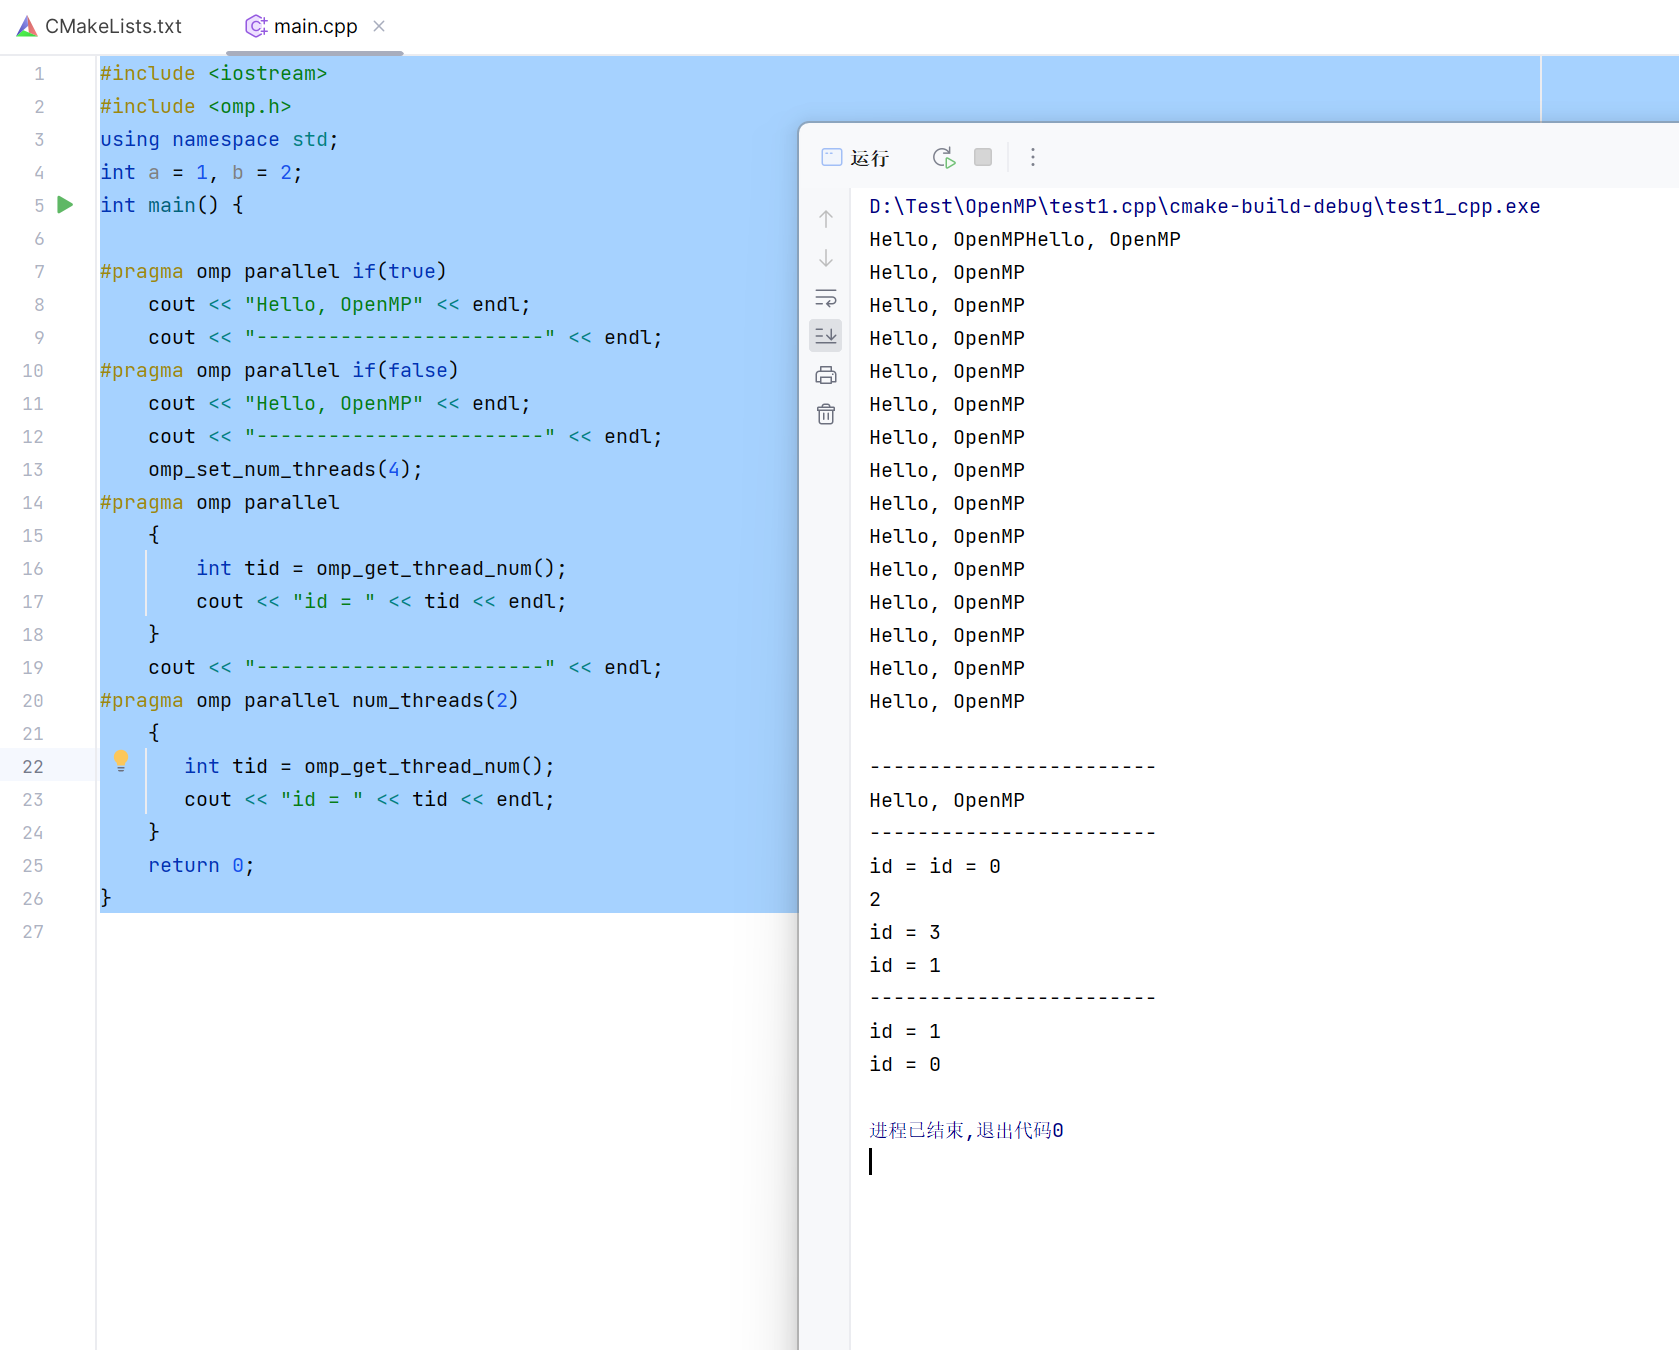 CMakeLists.txt
main.cpp
1 #include <iostream>
2 #include <omp.h>
3 using namespace std;
4 int a = 1, b = 2;
5 int main() {
6
7 #pragma omp parallel if(true)
8 cout << "Hello, OpenMP" << endl;
9 cout << "------------------------" << endl;
10 #pragma omp parallel if(false)
11 cout << "Hello, OpenMP" << endl;
12 cout << "------------------------" << endl;
13 omp_set_num_threads(4);
14 #pragma omp parallel
15 {
16 int tid = omp_get_thread_num();
17 cout << "id = " << tid << endl;
18 }
19 cout << "------------------------" << endl;
20 #pragma omp parallel num_threads(2)
21 {
22 int tid = omp_get_thread_num();
23 cout << "id = " << tid << endl;
24 }
25 return 0;
26 }
27
运行
D:\Test\OpenMP\test1.cpp\cmake-build-debug\test1_cpp.exe
Hello, OpenMPHello, OpenMP
Hello, OpenMP
Hello, OpenMP
Hello, OpenMP
Hello, OpenMP
Hello, OpenMP
Hello, OpenMP
Hello, OpenMP
Hello, OpenMP
Hello, OpenMP
Hello, OpenMP
Hello, OpenMP
Hello, OpenMP
Hello, OpenMP
Hello, OpenMP
------------------------
Hello, OpenMP
------------------------
id = id = 0
2
id = 3
id = 1
------------------------
id = 1
id = 0
进程已结束,退出代码0